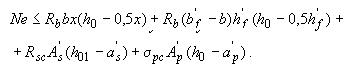 Ne ≤ R_b bx(h_0 − 0,5x) + R_b (b'_f − b)h'_f (h_0 − 0,5h'_f) +
+ R_sc A'_s (h_01 − a'_s) + σ_pc A'_p (h_0 − a'_p).